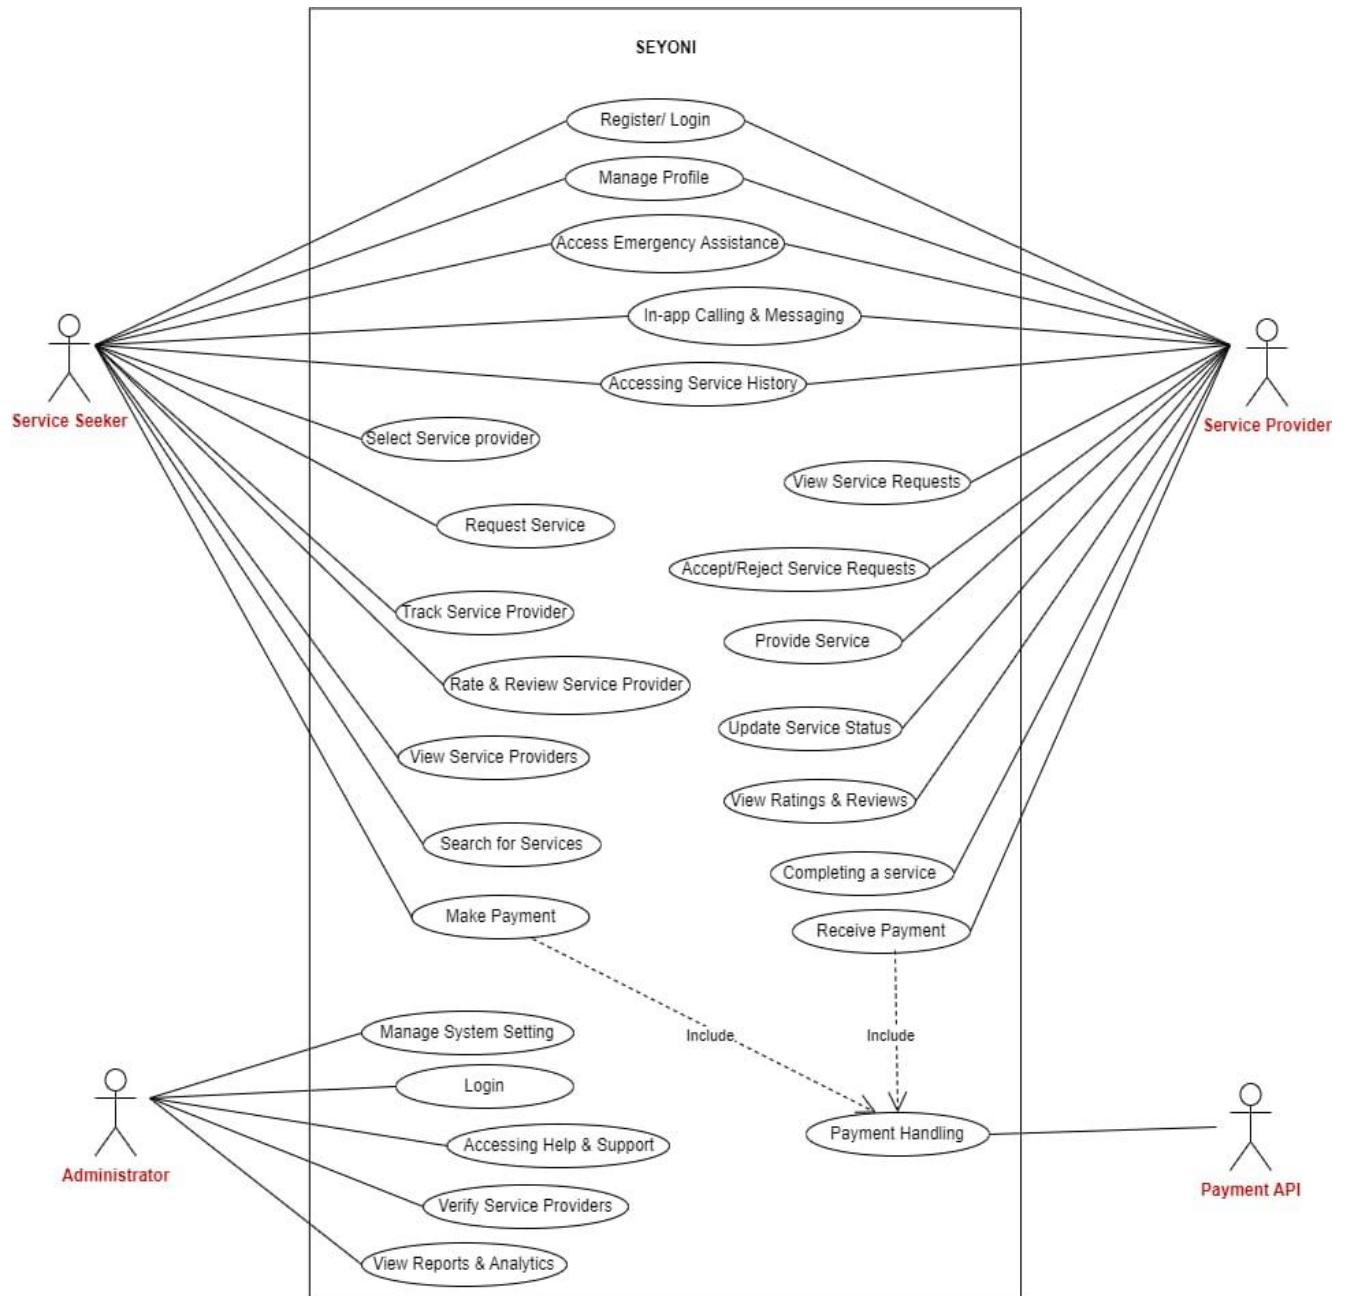 SEYONI
Register/ Login
Manage Profile
Access Emergency Assistance
In-app Calling & Messaging
Accessing Service History
Service Seeker
Service Provider
Select Service provider
View Service Requests
Request Service
Accept/Reject Service Requests
Track Service Provider
Provide Service
Rate & Review Service Provider
Update Service Status
View Service Providers
View Ratings & Reviews
Search for Services
Completing a service
Make Payment
Receive Payment
Manage System Setting
Include
Include
Login
Payment Handling
Accessing Help & Support
Administrator
Payment API
Verify Service Providers
View Reports & Analytics